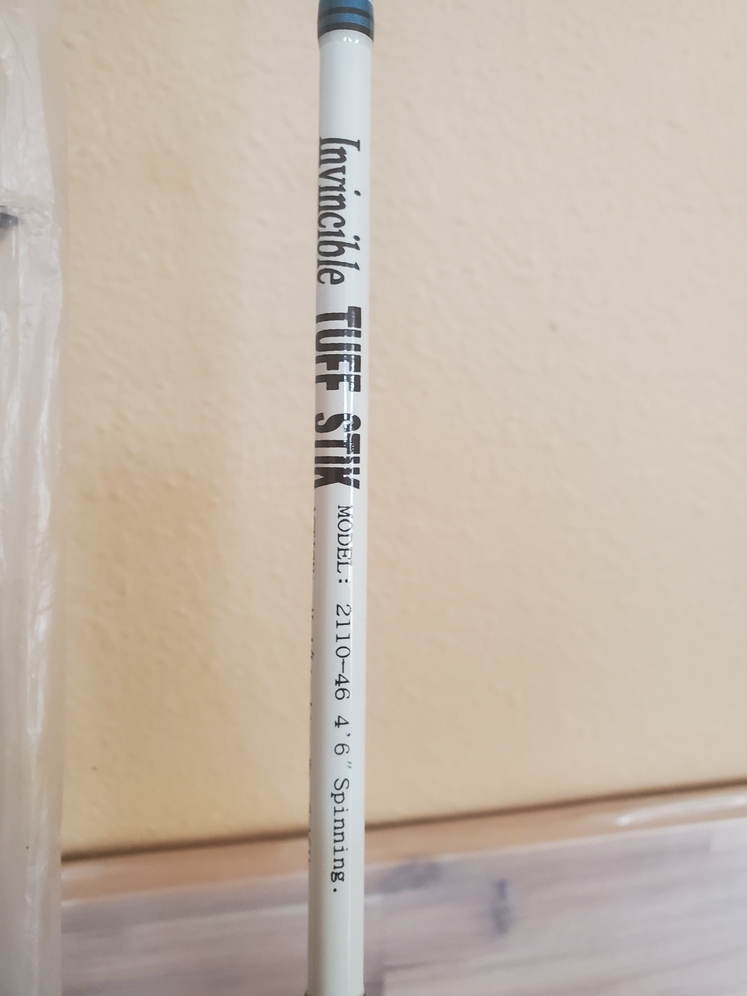 Invincible TUFF STIK MODEL: 2110-46 4'6" Spinning.